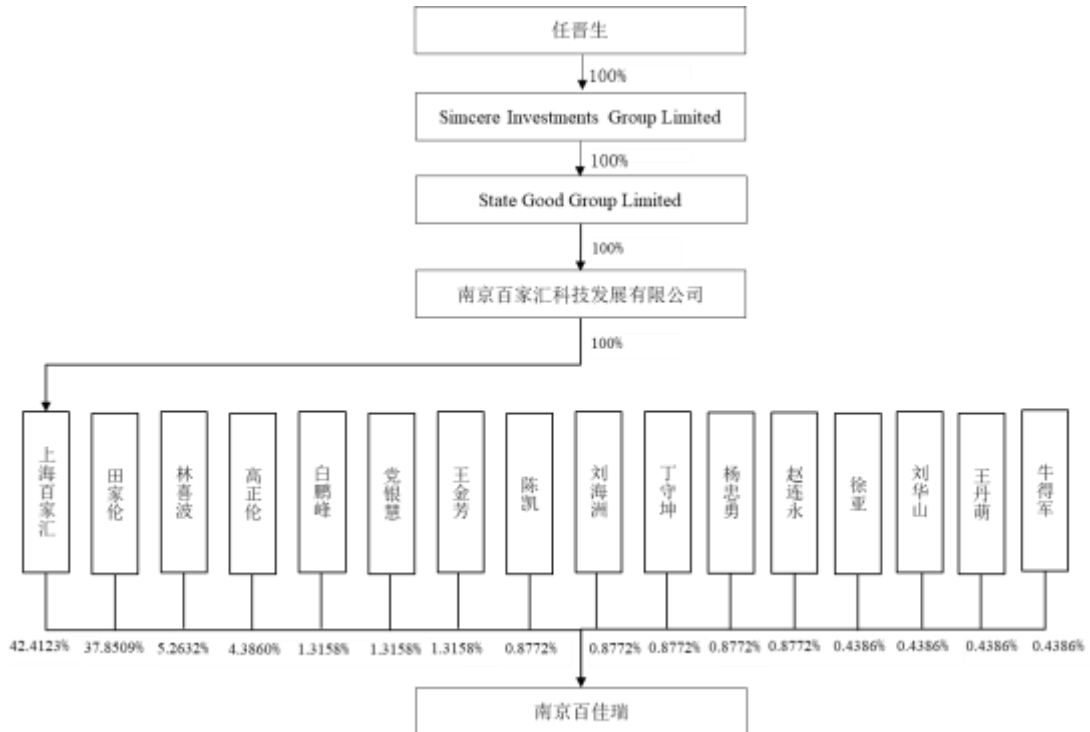 任晋生
100%
Simcere Investments Group Limited
100%
State Good Group Limited
100%
南京百家汇科技发展有限公司
100%
上海百家汇
田家伦
林喜波
高正伦
白鹏峰
党银慧
王金芳
陈凯
刘海洲
丁守坤
杨忠勇
赵连永
徐亚
刘华山
王丹萌
牛得军
42.4123%
37.8509%
5.2632%
4.3860%
1.3158%
1.3158%
1.3158%
0.8772%
0.8772%
0.8772%
0.8772%
0.8772%
0.4386%
0.4386%
0.4386%
0.4386%
南京百佳瑞